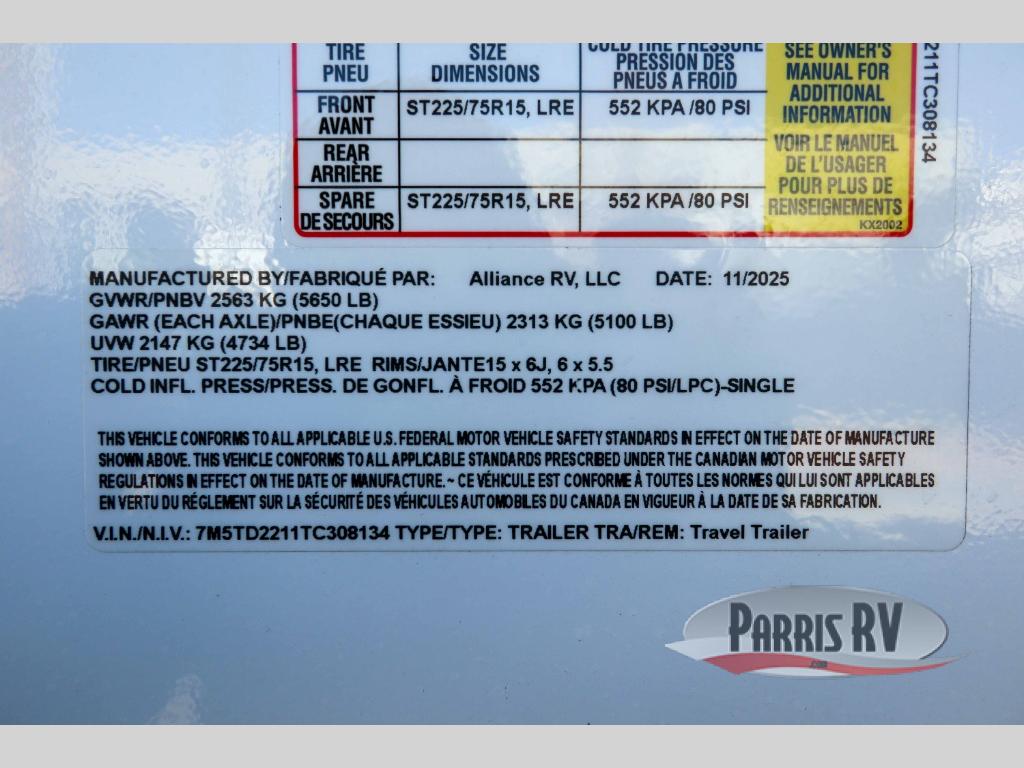 TIRE SIZE COLD TIRE PRESSURE SEE OWNER'S
PNEU DIMENSIONS PRESSION DES MANUAL FOR
PNEUS A FROID ADDITIONAL
FRONT ST225/75R15, LRE 552 KPA /80 PSI INFORMATION
AVANT
REAR VOIR LE MANUEL
ARRIÈRE DE L'USAGER
SPARE ST225/75R15, LRE 552 KPA /80 PSI POUR PLUS DE
DE SECOURS RENSEIGNEMENTS
KX2002
211TC308134
MANUFACTURED BY/FABRIQUÉ PAR: Alliance RV, LLC DATE: 11/2025
GVWR/PNBV 2563 KG (5650 LB)
GAWR (EACH AXLE)/PNBE(CHAQUE ESSIEU) 2313 KG (5100 LB)
UVW 2147 KG (4734 LB)
TIRE/PNEU ST225/75R15, LRE RIMS/JANTE15 x 6J, 6 x 5.5
COLD INFL. PRESS/PRESS. DE GONFL. À FROID 552 KPA (80 PSI/LPC)-SINGLE
THIS VEHICLE CONFORMS TO ALL APPLICABLE U.S. FEDERAL MOTOR VEHICLE SAFETY STANDARDS IN EFFECT ON THE DATE OF MANUFACTURE
SHOWN ABOVE. THIS VEHICLE CONFORMS TO ALL APPLICABLE STANDARDS PRESCRIBED UNDER THE CANADIAN MOTOR VEHICLE SAFETY
REGULATIONS IN EFFECT ON THE DATE OF MANUFACTURE. ~ CE VÉHICULE EST CONFORME À TOUTES LES NORMES QUI LUI SONT APPLICABLES
EN VERTU DU RÉGLEMENT SUR LA SÉCURITÉ DES VÉHICULES AUTOMOBILES DU CANADA EN VIGUEUR À LA DATE DE SA FABRICATION.
V.I.N./N.I.V.: 7M5TD2211TC308134 TYPE/TYPE: TRAILER TRA/REM: Travel Trailer
PARRIS RV
.com